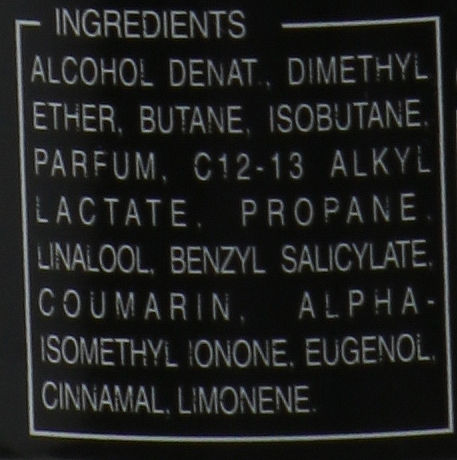 INGREDIENTS
ALCOHOL DENAT., DIMETHYL
ETHER, BUTANE, ISOBUTANE,
PARFUM, C12-13 ALKYL
LACTATE, PROPANE,
LINALOOL, BENZYL SALICYLATE,
COUMARIN, ALPHA-
ISOMETHYL IONONE, EUGENOL,
CINNAMAL, LIMONENE.